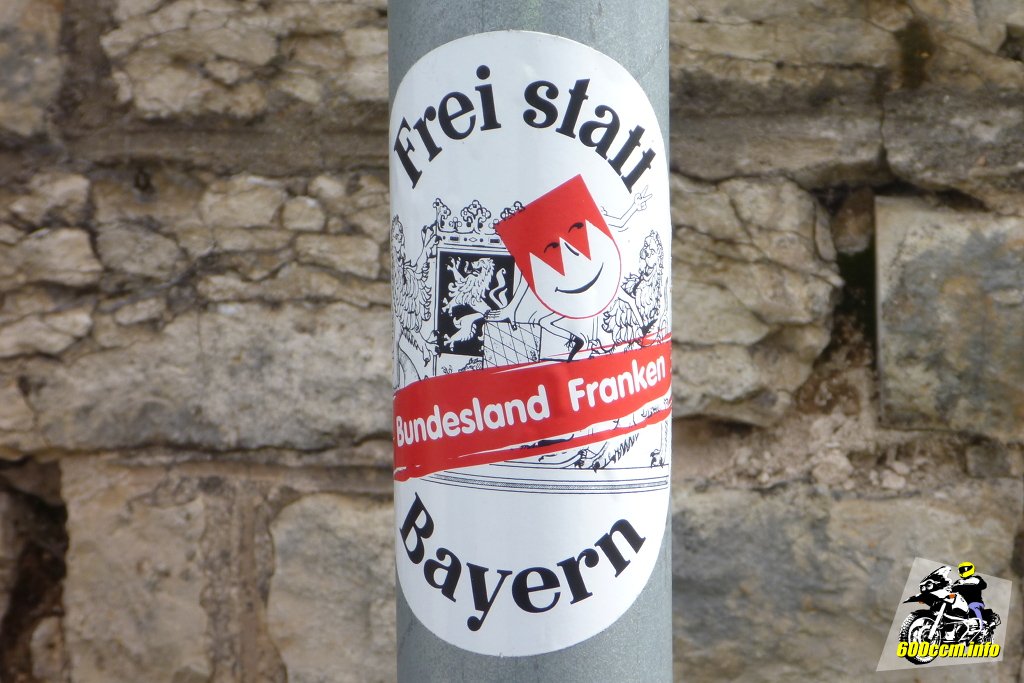 Frei statt
Bundesland Franken
Bayern
600ccm.info